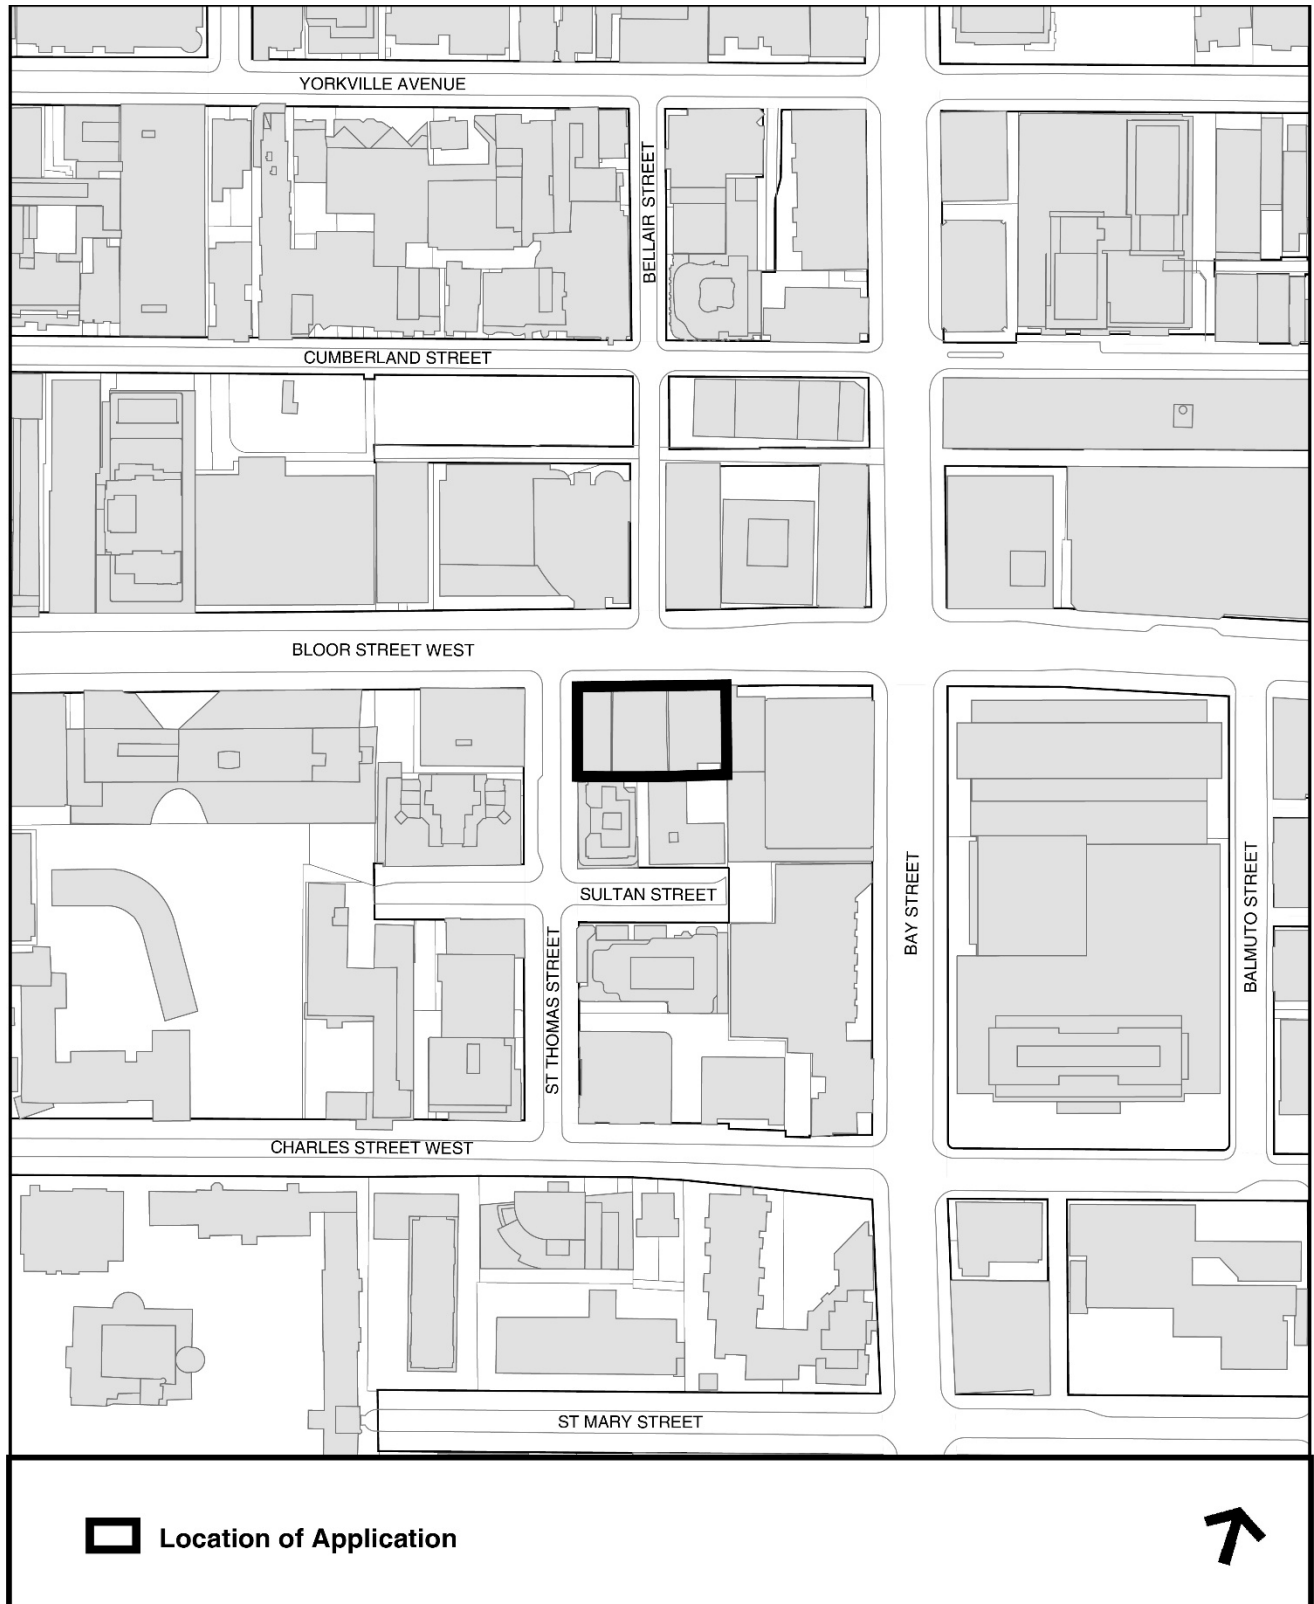 YORKVILLE AVENUE
BELLAIR STREET
CUMBERLAND STREET
BLOOR STREET WEST
SULTAN STREET
BAY STREET
BALMUTO STREET
ST THOMAS STREET
CHARLES STREET WEST
ST MARY STREET
Location of Application